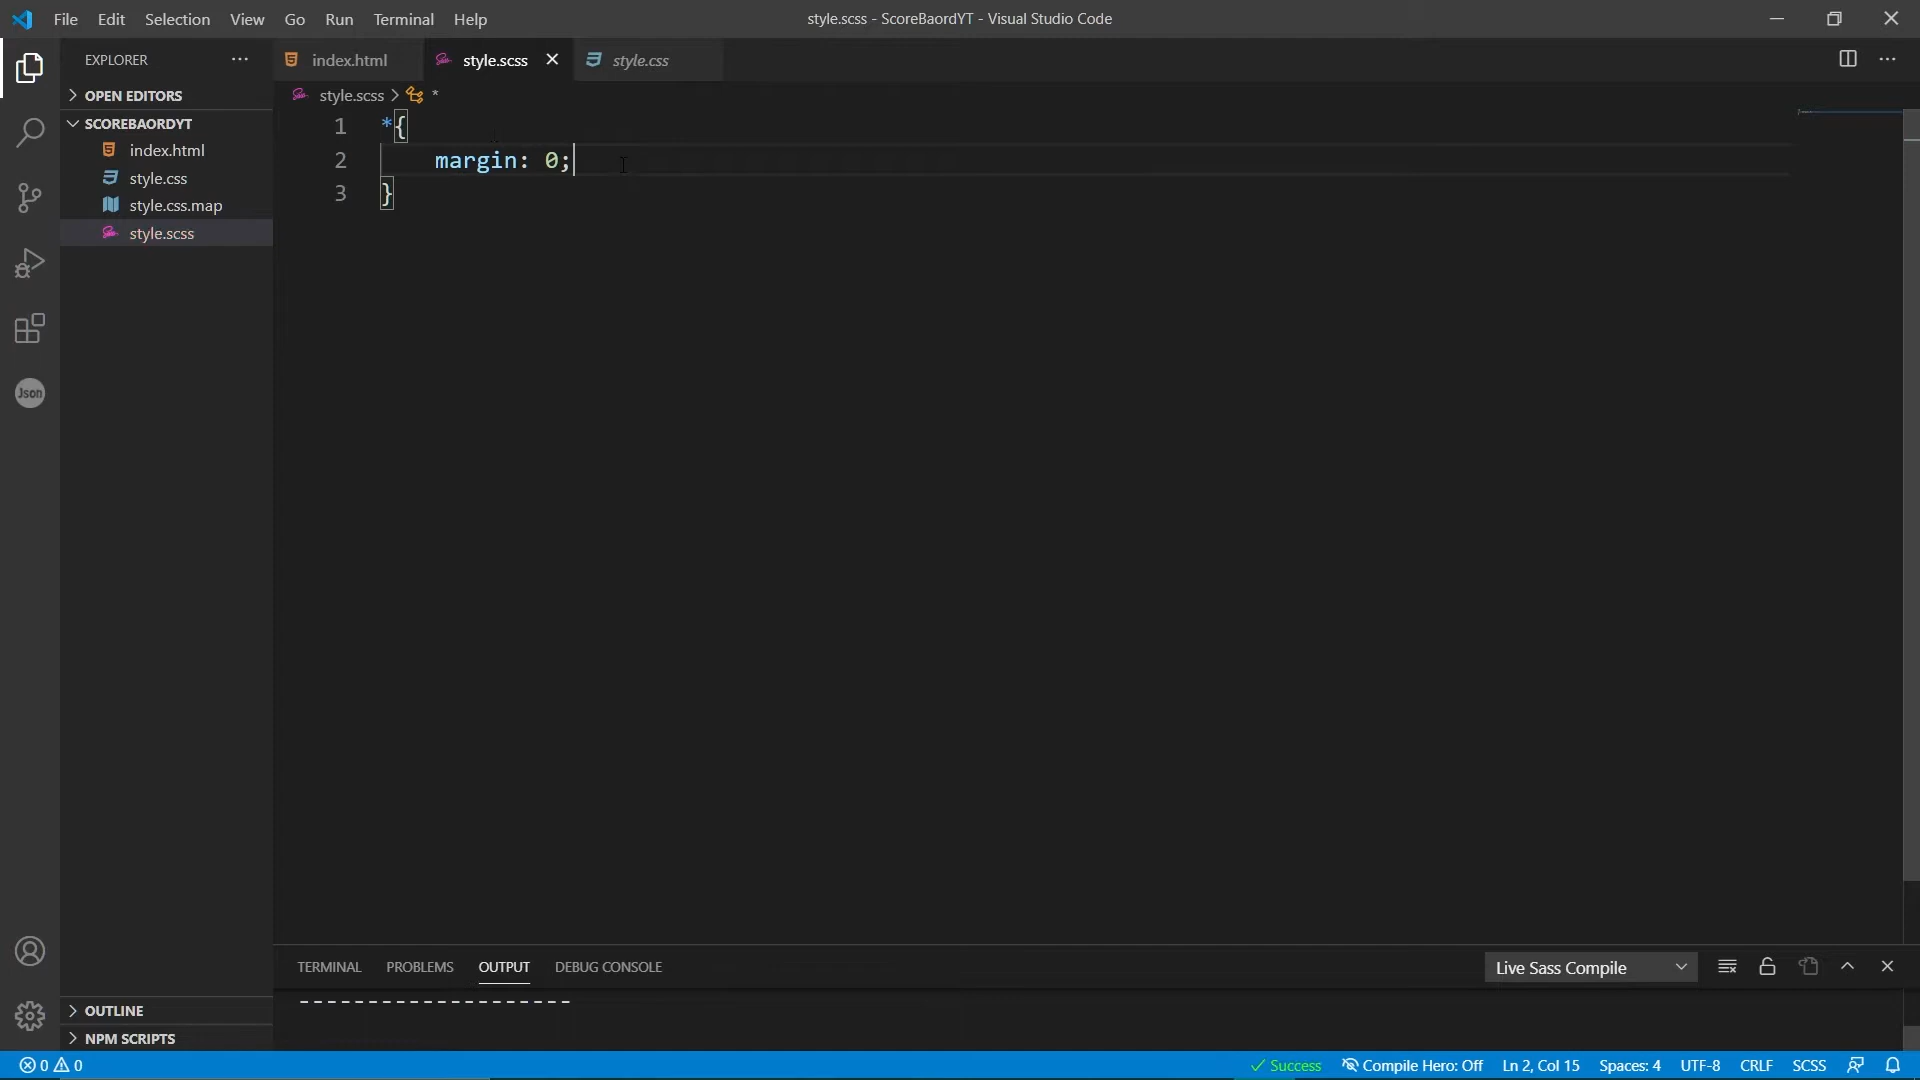 File Edit Selection View Go Run Terminal Help
style.scss - ScoreBaordYT - Visual Studio Code
EXPLORER
OPEN EDITORS
SCOREBAORDYT
index.html
style.css
style.css.map
style.scss
Json
OUTLINE
NPM SCRIPTS
index.html style.scss style.css
style.scss > *
1 *{
2 margin: 0;
3 }
TERMINAL PROBLEMS OUTPUT DEBUG CONSOLE
Live Sass Compile
--------------------
0 0
Success Compile Hero: Off Ln 2, Col 15 Spaces: 4 UTF-8 CRLF SCSS